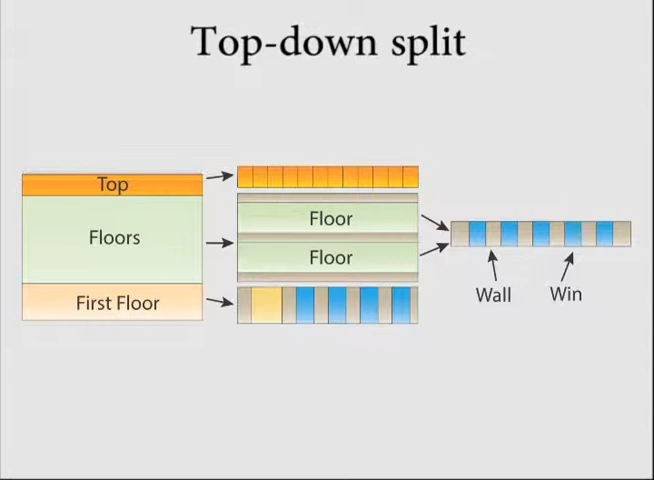 Top-down split
Top
Floors
First Floor
Floor
Floor
Wall
Win